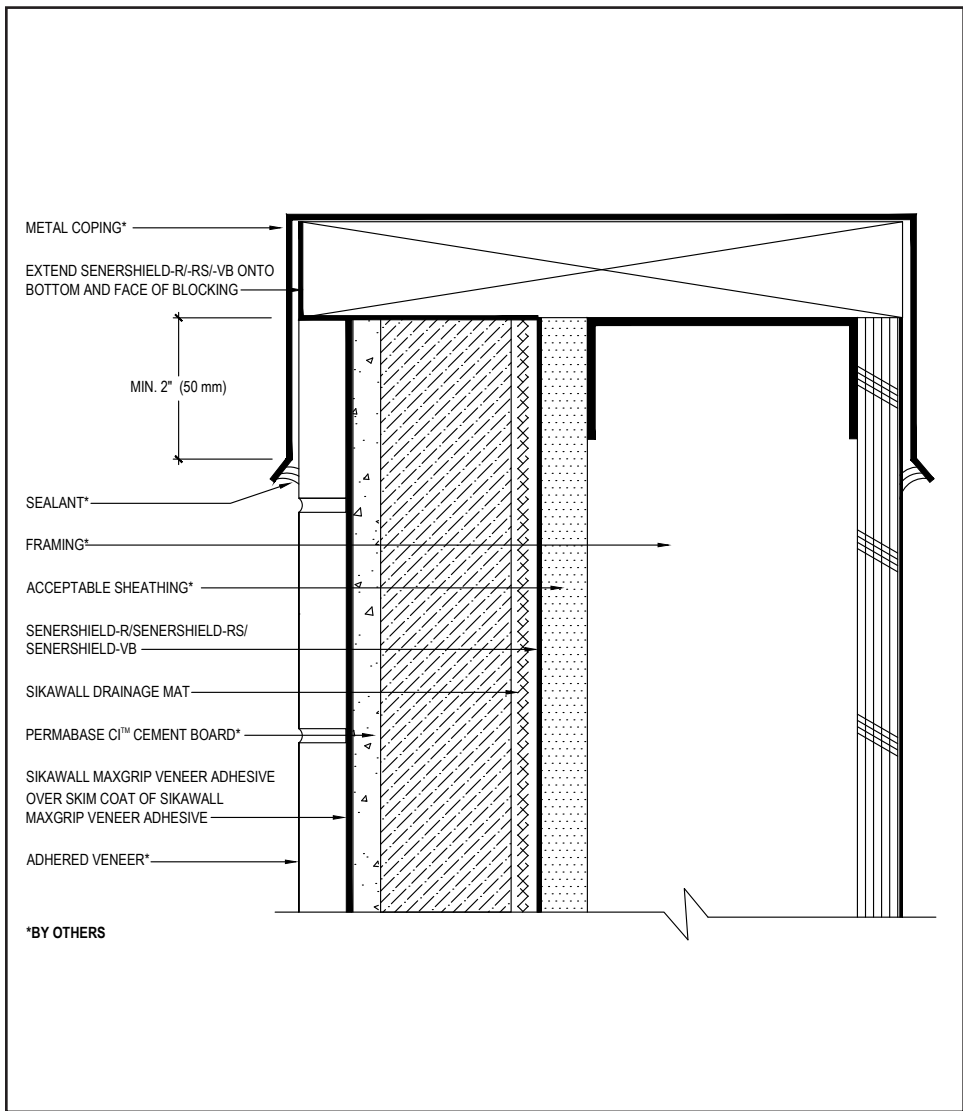 METAL COPING*
EXTEND SENERSHIELD-R/-RS/-VB ONTO
BOTTOM AND FACE OF BLOCKING
MIN. 2" (50 mm)
SEALANT*
FRAMING*
ACCEPTABLE SHEATHING*
SENERSHIELD-R/SENERSHIELD-RS/
SENERSHIELD-VB
SIKAWALL DRAINAGE MAT
PERMABASE CI™ CEMENT BOARD*
SIKAWALL MAXGRIP VENEER ADHESIVE
OVER SKIM COAT OF SIKAWALL
MAXGRIP VENEER ADHESIVE
ADHERED VENEER*
*BY OTHERS